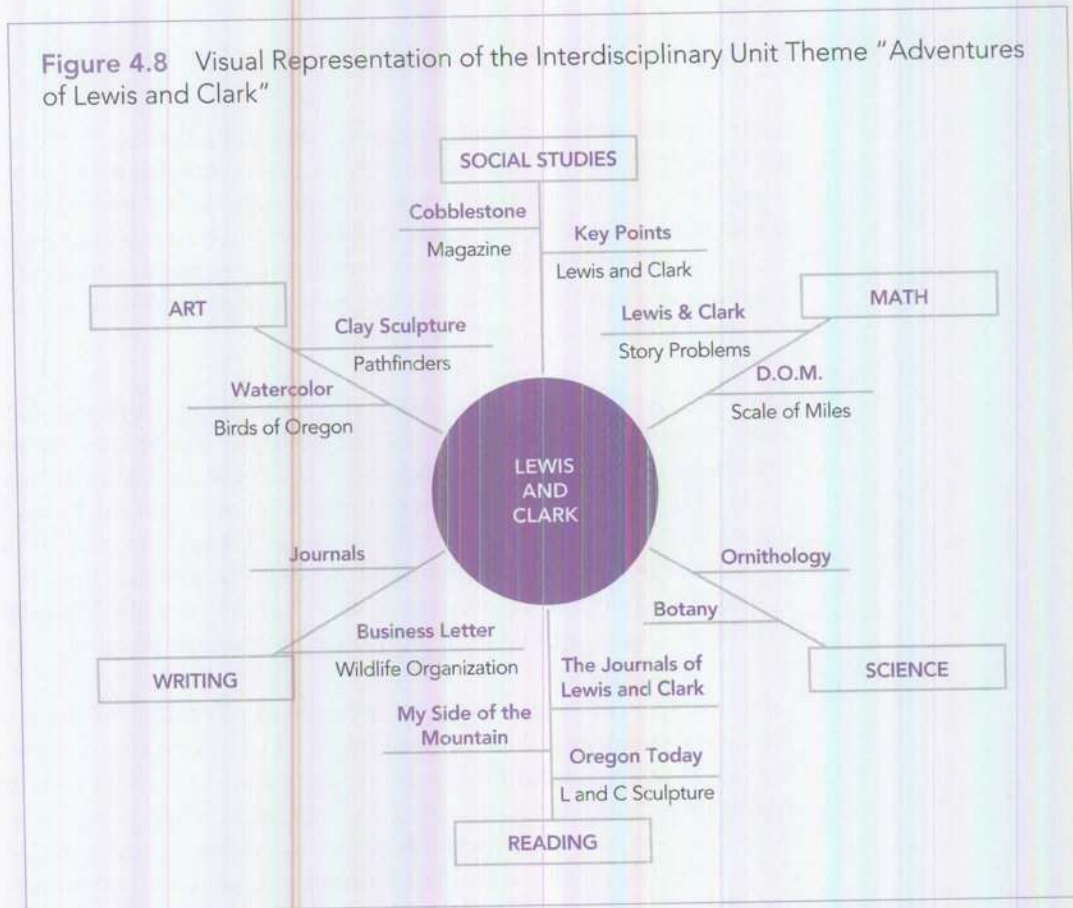 Figure 4.8 Visual Representation of the Interdisciplinary Unit Theme "Adventures
of Lewis and Clark"
SOCIAL STUDIES
Cobblestone
Magazine
Key Points
Lewis and Clark
ART
Clay Sculpture
Pathfinders
Watercolor
Birds of Oregon
MATH
Lewis & Clark
Story Problems
D.O.M.
Scale of Miles
LEWIS
AND
CLARK
Journals
Business Letter
Wildlife Organization
WRITING
Ornithology
Botany
SCIENCE
The Journals of
Lewis and Clark
My Side of the
Mountain
Oregon Today
L and C Sculpture
READING